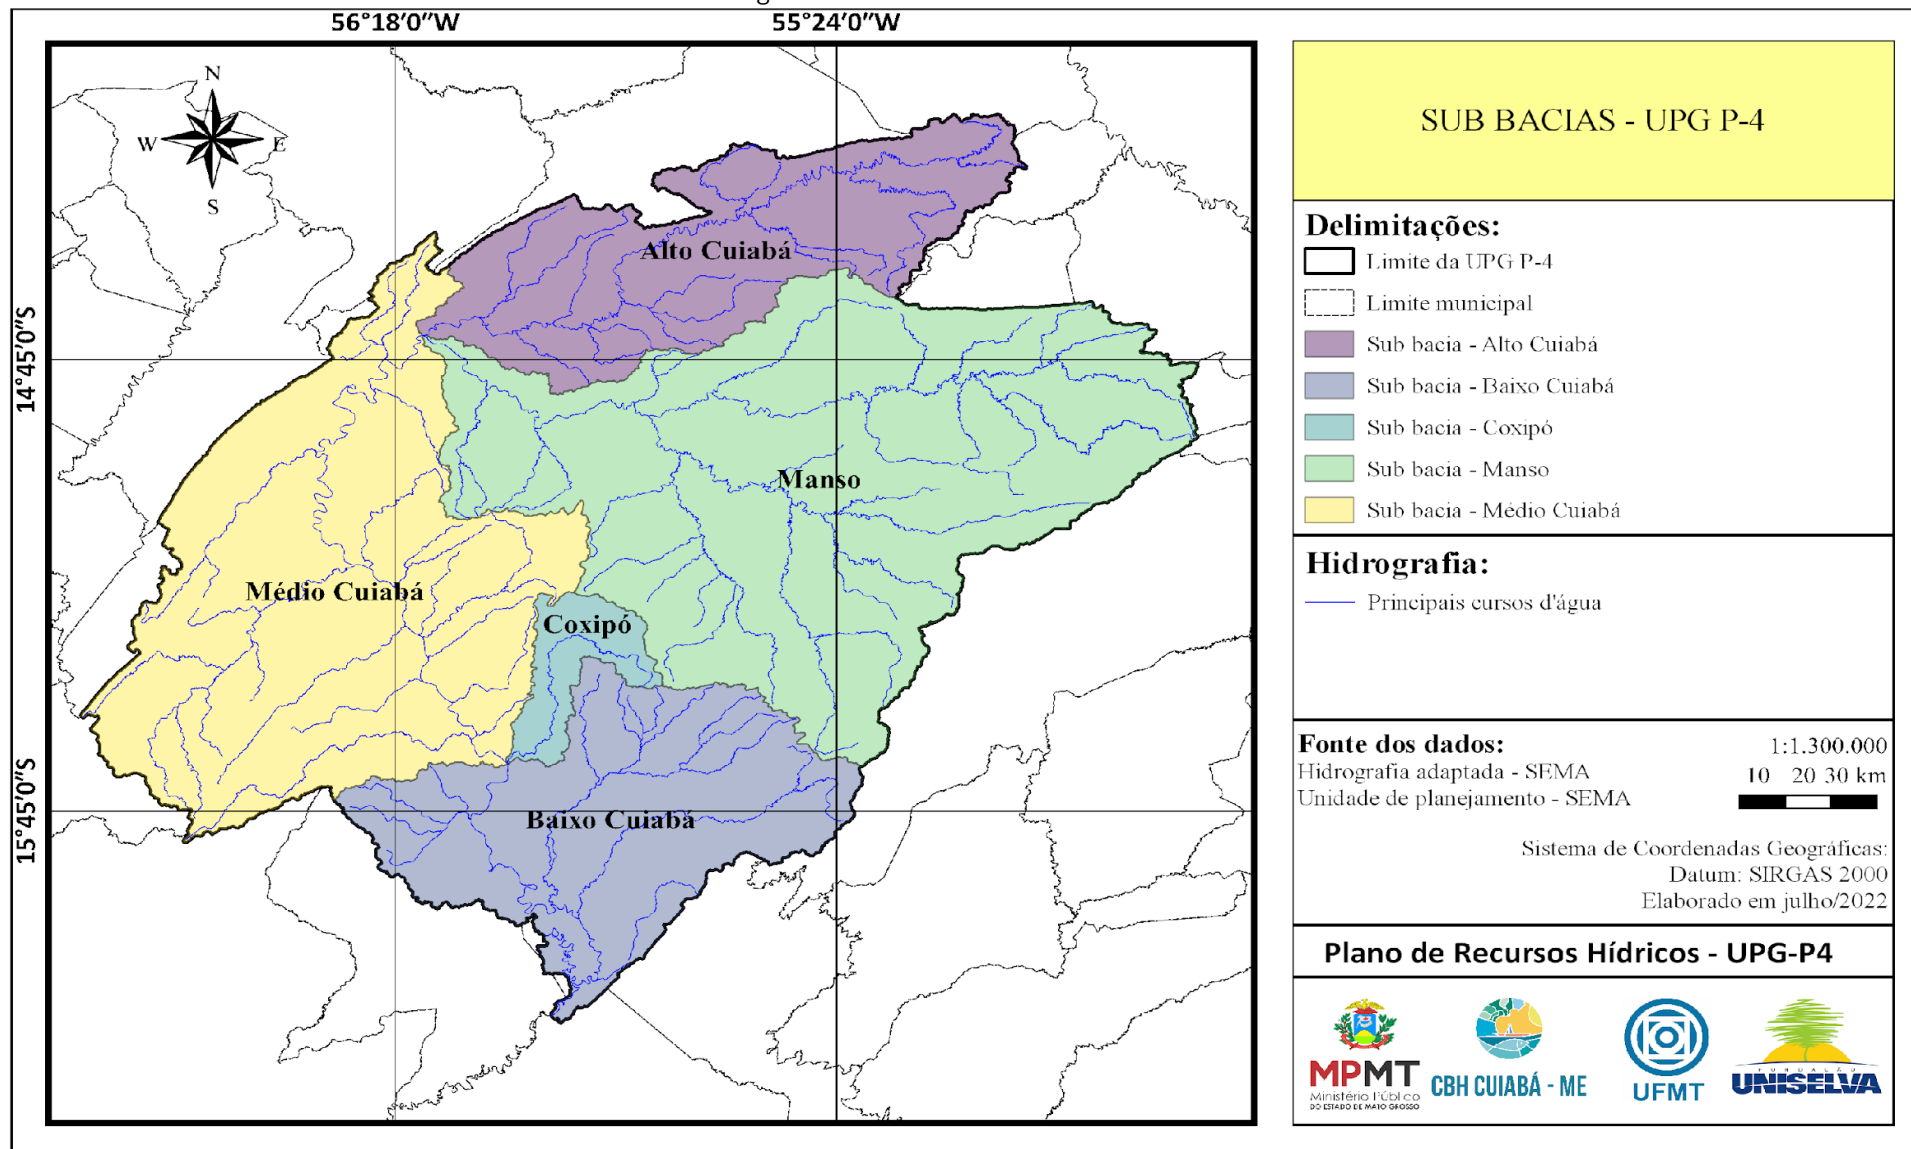 56°18'0"W
55°24'0"W
14°45'0"S
15°45'0"S
N
W
E
S
Alto Cuiabá
Manso
Médio Cuiabá
Coxipó
Baixo Cuiabá
SUB BACIAS - UPG P-4
Delimitações:
Limite da UPG P-4
Limite municipal
Sub bacia - Alto Cuiabá
Sub bacia - Baixo Cuiabá
Sub bacia - Coxipó
Sub bacia - Manso
Sub bacia - Médio Cuiabá
Hidrografia:
Principais cursos d'água
Fonte dos dados:
1:1.300.000
Hidrografia adaptada - SEMA
10 20 30 km
Unidade de planejamento - SEMA
Sistema de Coordenadas Geográficas:
Datum: SIRGAS 2000
Elaborado em julho/2022
Plano de Recursos Hídricos - UPG-P4
MPMT
Ministério Público
DO ESTADO DE MATO GROSSO
CBH CUIABÁ - ME
UFMT
FUNDAÇÃO
UNISELVA